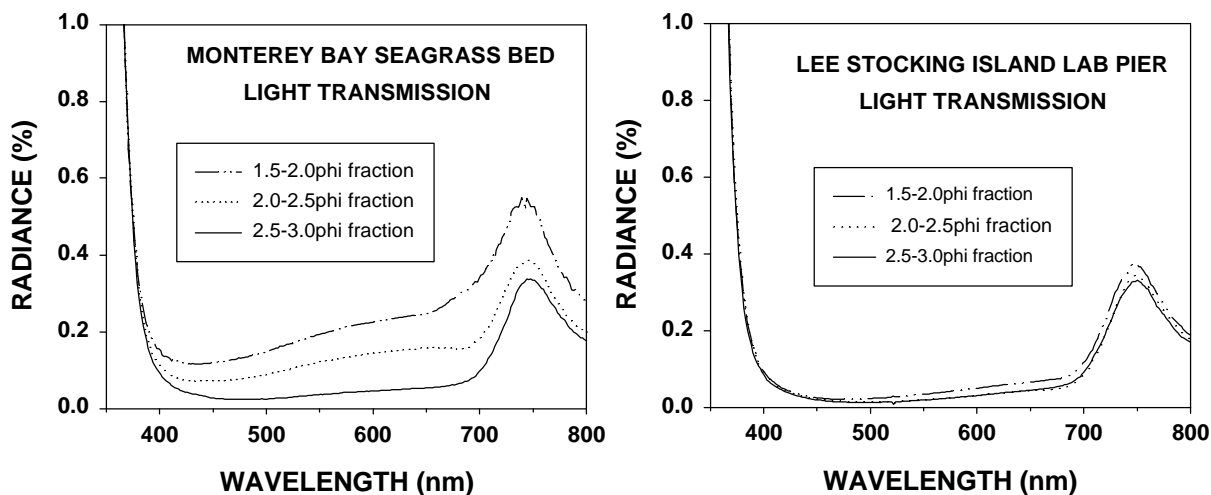 MONTEREY BAY SEAGRASS BED
LIGHT TRANSMISSION
1.5-2.0phi fraction
2.0-2.5phi fraction
2.5-3.0phi fraction
RADIANCE (%)
1.0
0.8
0.6
0.4
0.2
0.0
400
500
600
700
800
WAVELENGTH (nm)
LEE STOCKING ISLAND LAB PIER
LIGHT TRANSMISSION
1.5-2.0phi fraction
2.0-2.5phi fraction
2.5-3.0phi fraction
RADIANCE (%)
1.0
0.8
0.6
0.4
0.2
0.0
400
500
600
700
800
WAVELENGTH (nm)